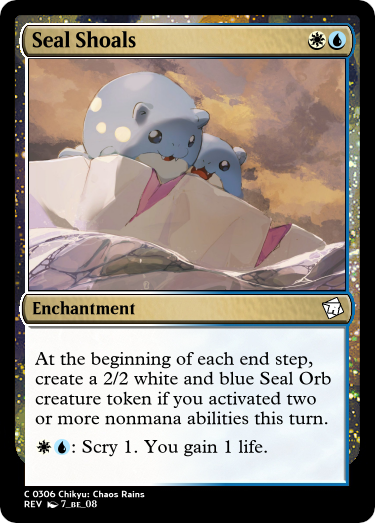 Seal Shoals
Enchantment
At the beginning of each end step,
create a 2/2 white and blue Seal Orb
creature token if you activated two
or more nonmana abilities this turn.
: Scry 1. You gain 1 life.
C 0306 Chikyu: Chaos Rains
REV 7_BE_08